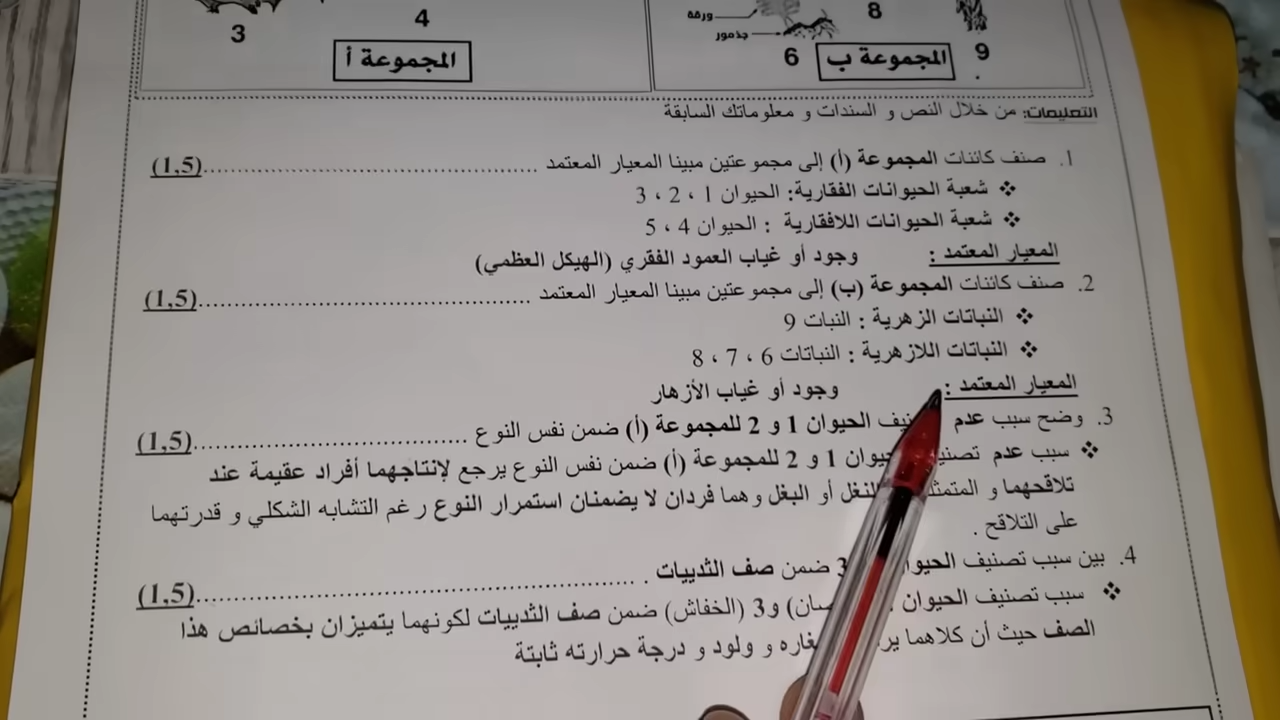 3
4
المجموعة أ
ورقة
جذمور
8
6
المجموعة ب
9
التعليمات: من خلال النص و السندات و معلوماتك السابقة
1. صنف كائنات المجموعة (أ) إلى مجموعتين مبينا المعيار المعتمد ........................................(1,5)
❖ شعبة الحيوانات الفقارية: الحيوان 1 ، 2 ، 3
❖ شعبة الحيوانات اللافقارية : الحيوان 4 ، 5
المعيار المعتمد : وجود أو غياب العمود الفقري (الهيكل العظمي)
2. صنف كائنات المجموعة (ب) إلى مجموعتين مبينا المعيار المعتمد ........................................(1,5)
❖ النباتات الزهرية : النبات 9
❖ النباتات اللازهرية : النباتات 6 ، 7 ، 8
المعيار المعتمد : وجود أو غياب الأزهار
3. وضح سبب عدم الحيوان 1 و 2 للمجموعة (أ) ضمن نفس النوع ........................................(1,5)
❖ سبب عدم 1 و 2 للمجموعة (أ) ضمن نفس النوع يرجع لإنتاجهما أفراد عقيمة عند
تلاقحهما و النغل أو البغل وهما فردان لا يضمنان استمرار النوع رغم التشابه الشكلي و قدرتهما
على التلاقح .
4. بين سبب تصنيف 3 ضمن صف الثدييات . ........................................(1,5)
❖ سبب تصنيف الحيوان و3 (الخفاش) ضمن صف الثدييات لكونهما يتميزان بخصائص هذا
الصف حيث أن كلاهما و ولود و درجة حرارته ثابتة